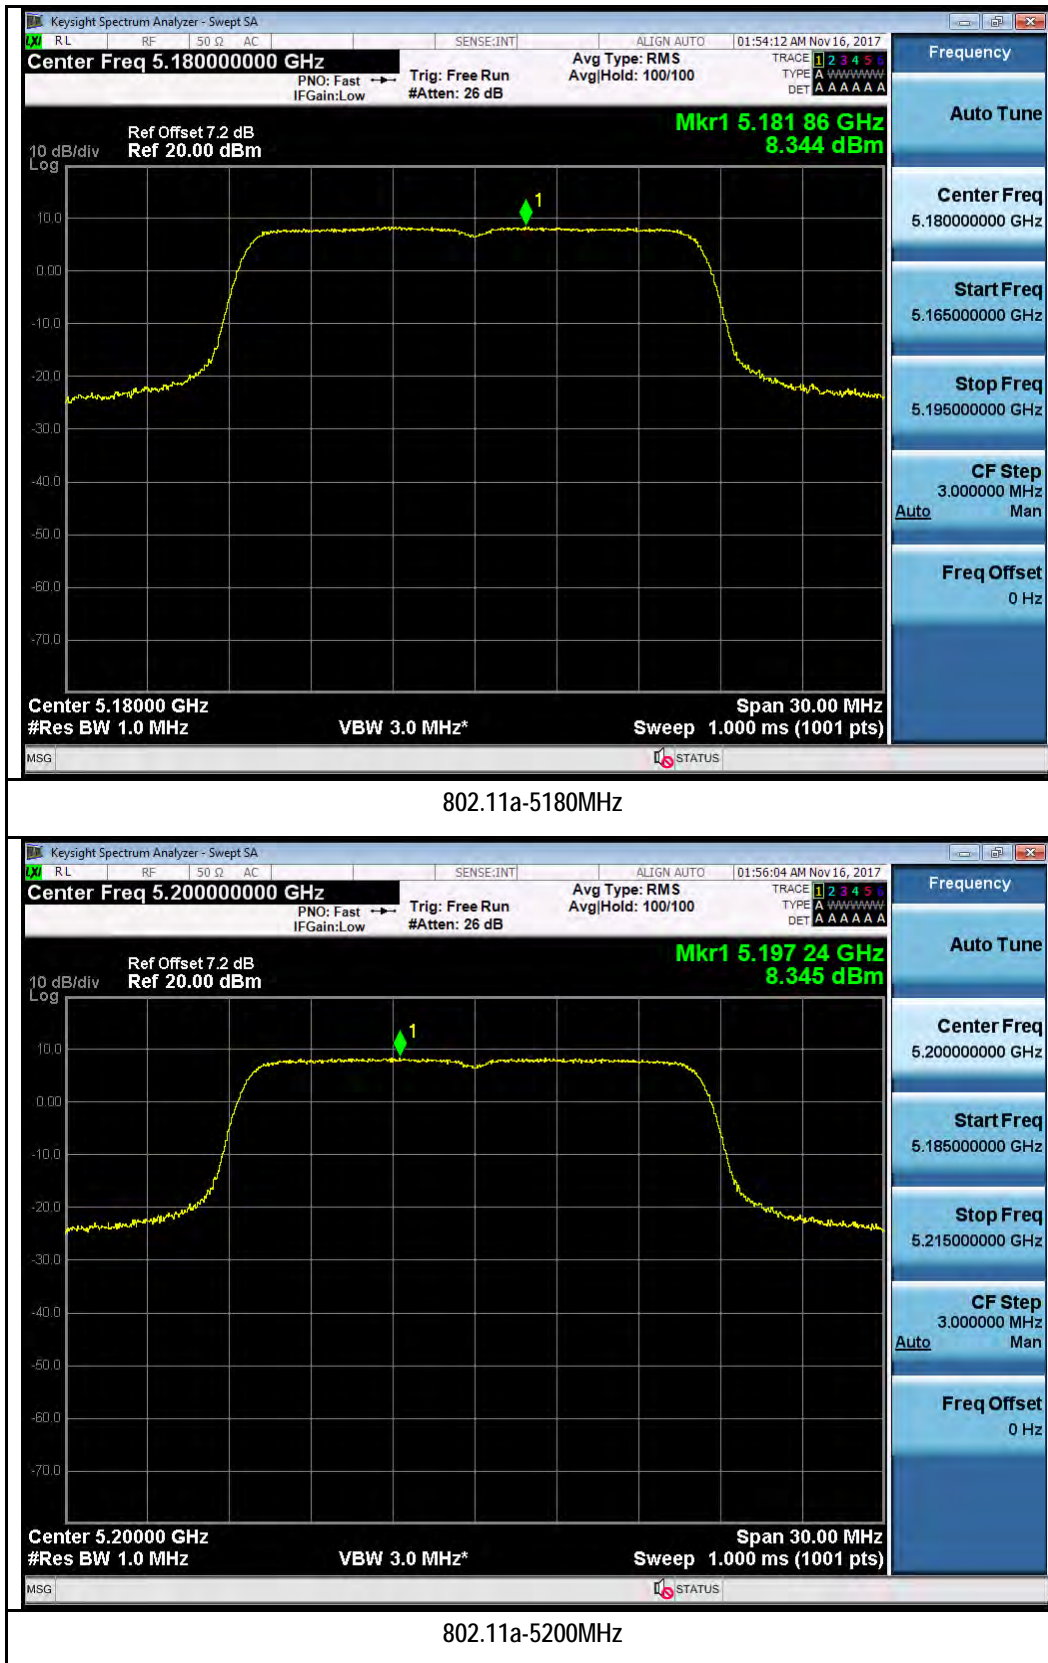 Keysight Spectrum Analyzer - Swept SA
LXI RL RF 50 Ω AC SENSE:INT ALIGN AUTO 01:54:12 AM Nov 16, 2017
Center Freq 5.180000000 GHz
PNO: Fast
IFGain:Low
Trig: Free Run
#Atten: 26 dB
Avg Type: RMS
Avg|Hold: 100/100
TRACE 1 2 3 4 5 6
TYPE A WWWWW
DET A A A A A A
Mkr1 5.181 86 GHz
8.344 dBm
Ref Offset 7.2 dB
10 dB/div Ref 20.00 dBm
Log
1
10.0
0.00
-10.0
-20.0
-30.0
-40.0
-50.0
-60.0
-70.0
Center 5.18000 GHz Span 30.00 MHz
#Res BW 1.0 MHz VBW 3.0 MHz* Sweep 1.000 ms (1001 pts)
MSG STATUS
Frequency
Auto Tune
Center Freq
5.180000000 GHz
Start Freq
5.165000000 GHz
Stop Freq
5.195000000 GHz
CF Step
3.000000 MHz
Auto Man
Freq Offset
0 Hz
802.11a-5180MHz
Keysight Spectrum Analyzer - Swept SA
LXI RL RF 50 Ω AC SENSE:INT ALIGN AUTO 01:56:04 AM Nov 16, 2017
Center Freq 5.200000000 GHz
PNO: Fast
IFGain:Low
Trig: Free Run
#Atten: 26 dB
Avg Type: RMS
Avg|Hold: 100/100
TRACE 1 2 3 4 5 6
TYPE A WWWWW
DET A A A A A A
Mkr1 5.197 24 GHz
8.345 dBm
Ref Offset 7.2 dB
10 dB/div Ref 20.00 dBm
Log
1
10.0
0.00
-10.0
-20.0
-30.0
-40.0
-50.0
-60.0
-70.0
Center 5.20000 GHz Span 30.00 MHz
#Res BW 1.0 MHz VBW 3.0 MHz* Sweep 1.000 ms (1001 pts)
MSG STATUS
Frequency
Auto Tune
Center Freq
5.200000000 GHz
Start Freq
5.185000000 GHz
Stop Freq
5.215000000 GHz
CF Step
3.000000 MHz
Auto Man
Freq Offset
0 Hz
802.11a-5200MHz